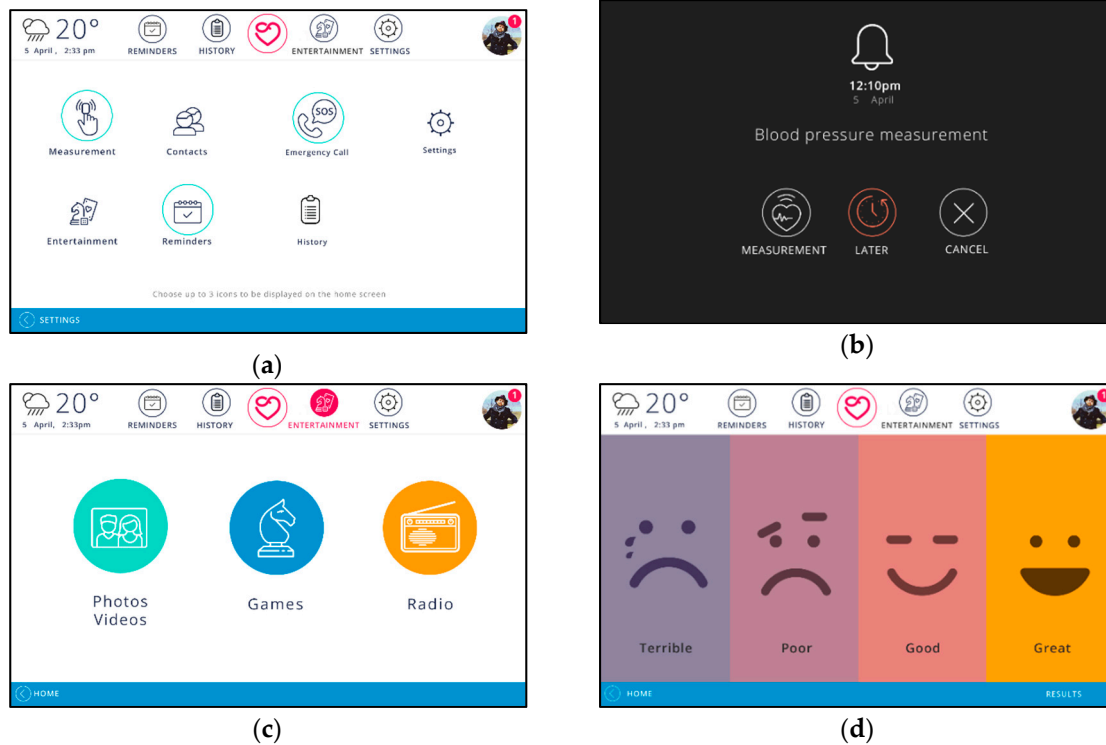 20°
5 April, 2:33 pm
REMINDERS
HISTORY
ENTERTAINMENT
SETTINGS
1
Measurement
Contacts
SOS
Emergency Call
Settings
Entertainment
Reminders
History
Choose up to 3 icons to be displayed on the home screen
SETTINGS
(a)
12:10pm
5 April
Blood pressure measurement
MEASUREMENT
LATER
CANCEL
(b)
20°
5 April, 2:33pm
REMINDERS
HISTORY
ENTERTAINMENT
SETTINGS
1
Photos
Videos
Games
Radio
HOME
(c)
20°
5 April, 2:33 pm
REMINDERS
HISTORY
ENTERTAINMENT
SETTINGS
1
Terrible
Poor
Good
Great
HOME
RESULTS
(d)